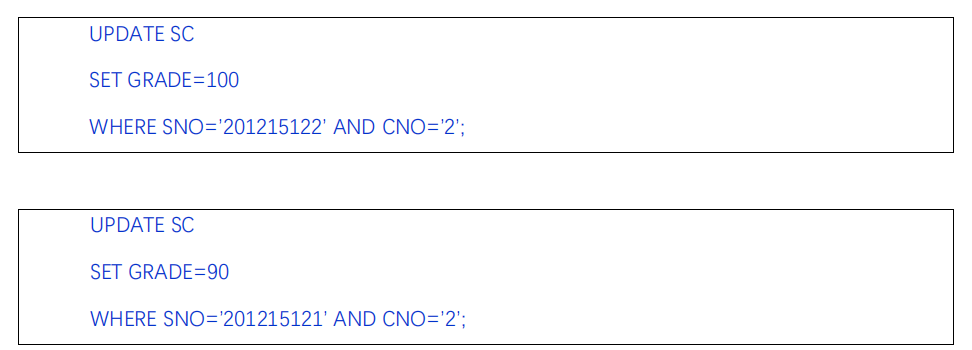 UPDATE SC
SET GRADE=100
WHERE SNO=’201215122’ AND CNO=’2’;
UPDATE SC
SET GRADE=90
WHERE SNO=’201215121’ AND CNO=’2’;